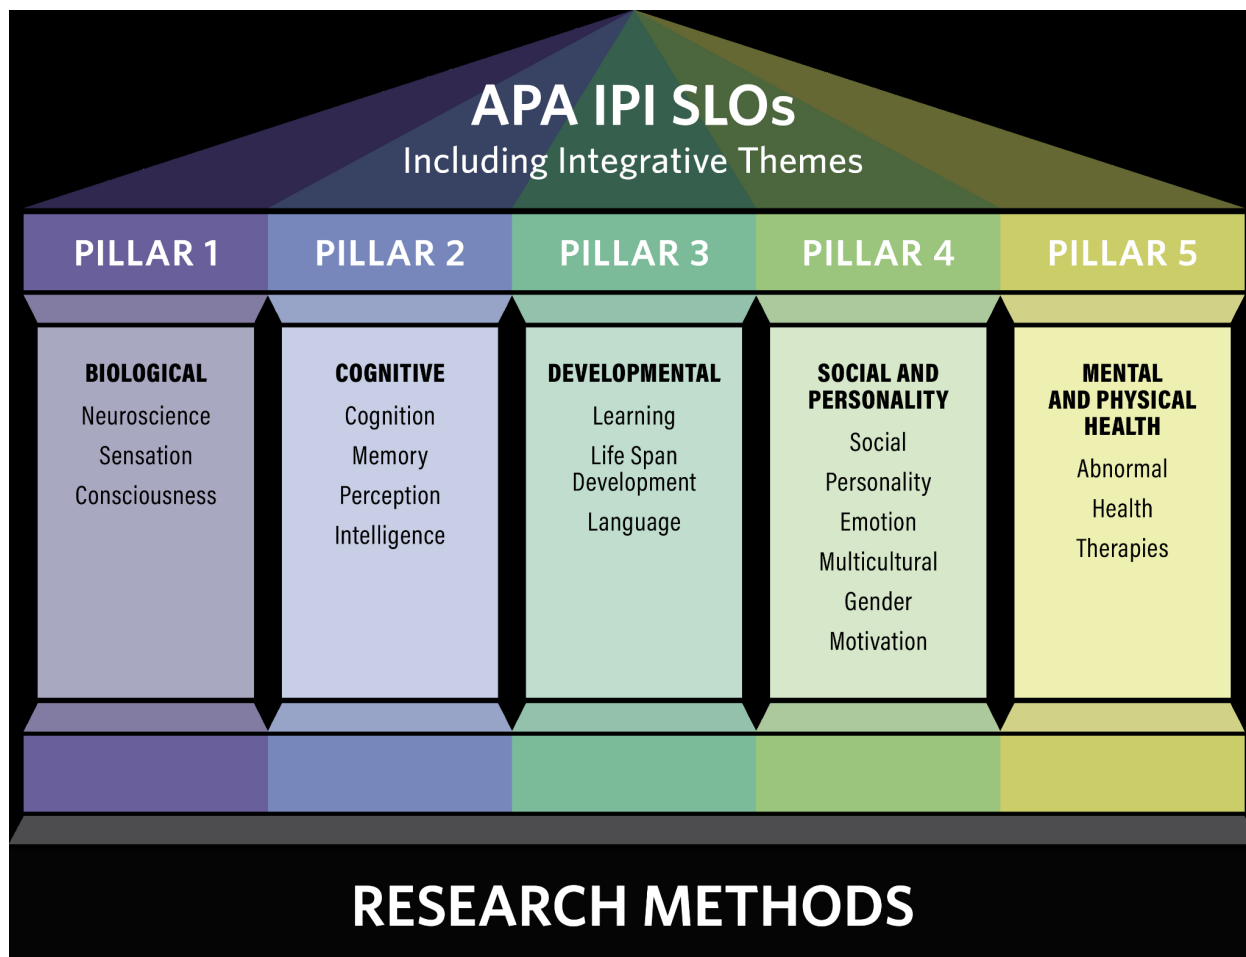 APA IPI SLOs
Including Integrative Themes
PILLAR 1
PILLAR 2
PILLAR 3
PILLAR 4
PILLAR 5
BIOLOGICAL
Neuroscience
Sensation
Consciousness
COGNITIVE
Cognition
Memory
Perception
Intelligence
DEVELOPMENTAL
Learning
Life Span
Development
Language
SOCIAL AND
PERSONALITY
Social
Personality
Emotion
Multicultural
Gender
Motivation
MENTAL
AND PHYSICAL
HEALTH
Abnormal
Health
Therapies
RESEARCH METHODS